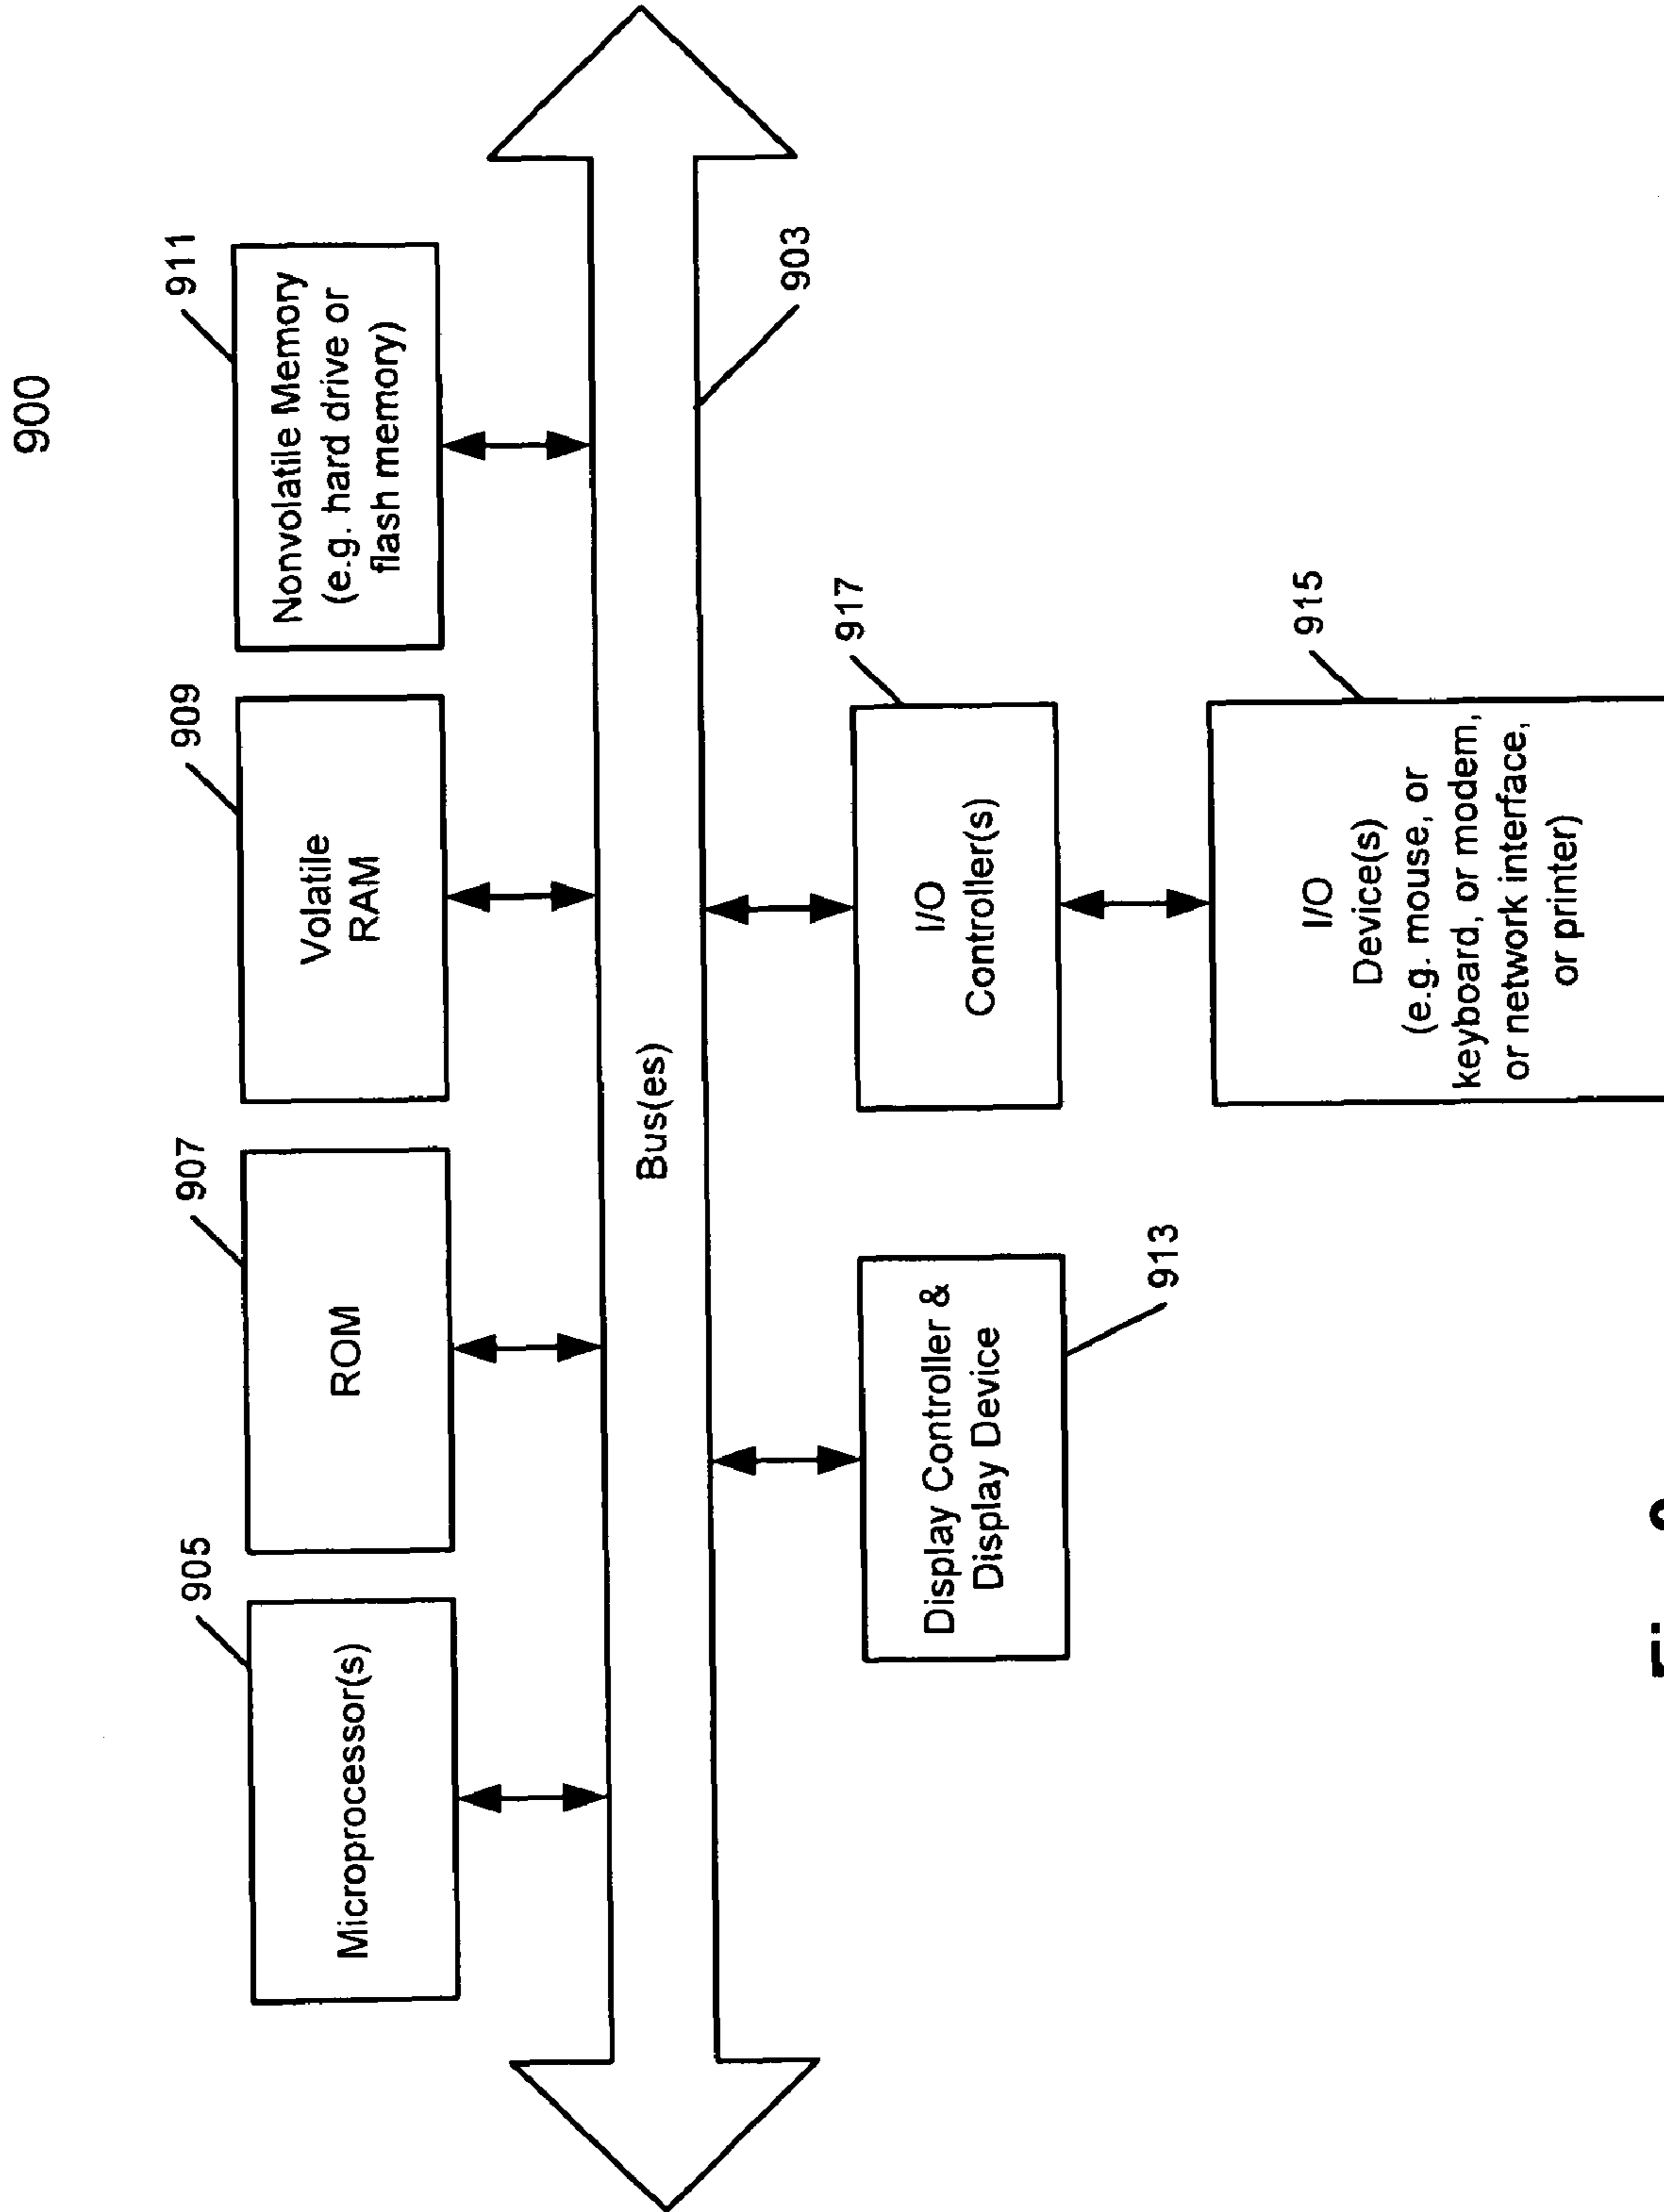 900
905
907
909
911
Microprocessor(s)
ROM
Volatile
RAM
Nonvolatile Memory
(e.g. hard drive or
flash memory)
Bus(es)
903
917
Display Controller &
Display Device
I/O
Controller(s)
913
915
I/O
Device(s)
(e.g. mouse, or
keyboard, or modem,
or network interface,
or printer)